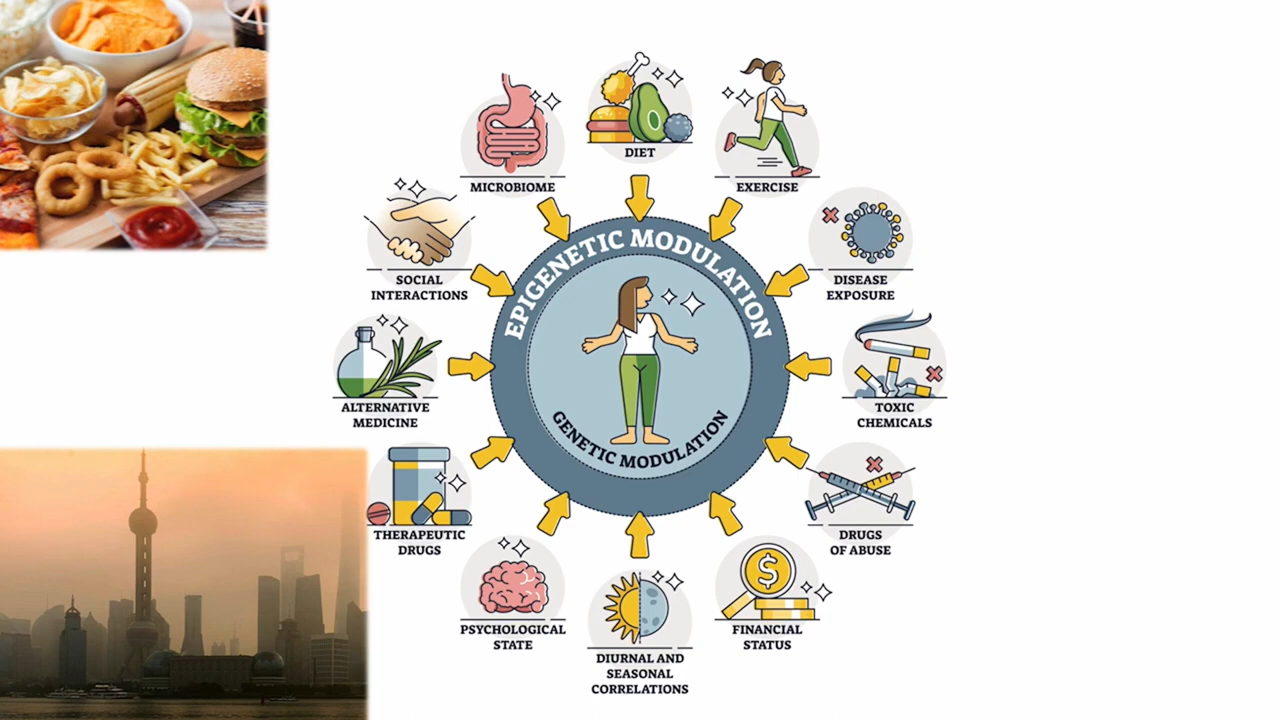 DIET
MICROBIOME
EXERCISE
EPIGENETIC MODULATION
SOCIAL
INTERACTIONS
DISEASE
EXPOSURE
ALTERNATIVE
MEDICINE
TOXIC
CHEMICALS
GENETIC MODULATION
THERAPEUTIC
DRUGS
DRUGS
OF ABUSE
$
PSYCHOLOGICAL
STATE
FINANCIAL
STATUS
DIURNAL AND
SEASONAL
CORRELATIONS